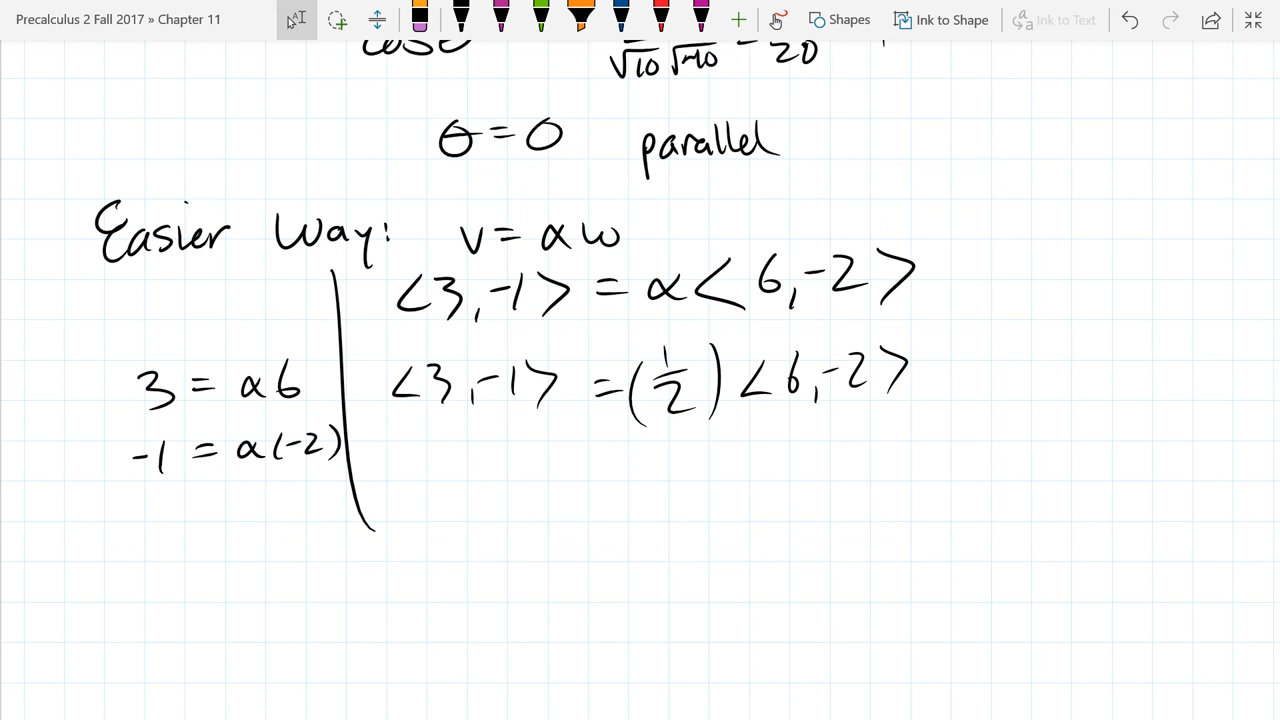 Precalculus 2 Fall 2017 » Chapter 11
Shapes
Ink to Shape
Ink to Text
√10 √40 = 20
θ = 0 parallel
Easier Way: v = αw
<3, -1> = α<6, -2>
3 = α6
<3, -1> = (1/2) <6, -2>
-1 = α(-2)